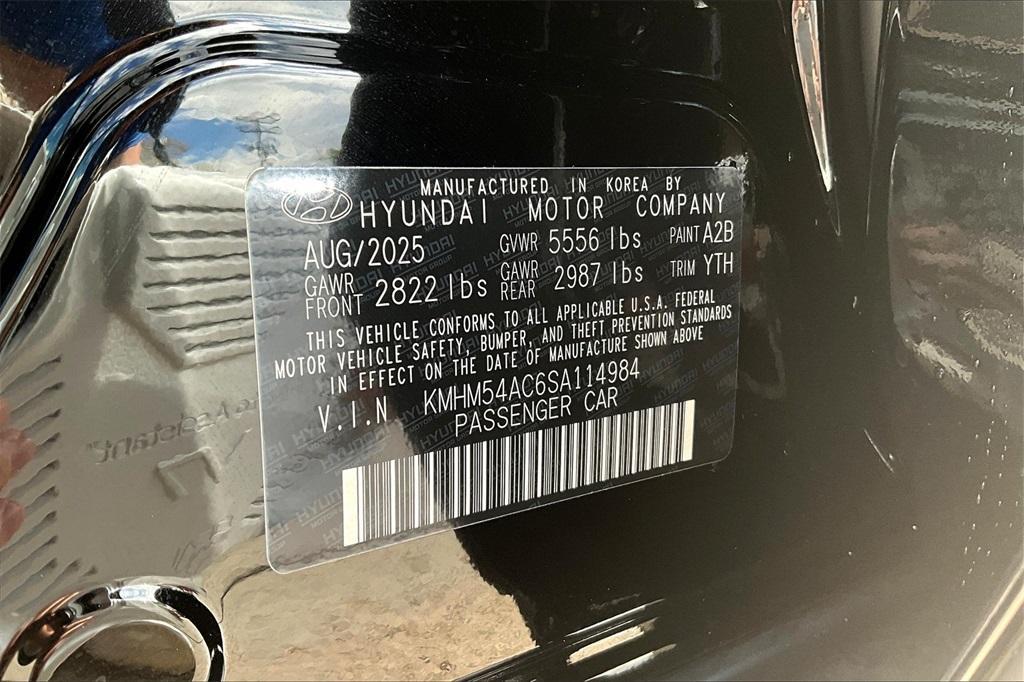 MANUFACTURED IN KOREA BY
HYUNDAI MOTOR COMPANY
AUG/2025 GVWR 5556 lbs PAINT A2B
GAWR FRONT 2822 lbs GAWR REAR 2987 lbs TRIM YTH
THIS VEHICLE CONFORMS TO ALL APPLICABLE U.S.A. FEDERAL
MOTOR VEHICLE SAFETY, BUMPER, AND THEFT PREVENTION STANDARDS
IN EFFECT ON THE DATE OF MANUFACTURE SHOWN ABOVE
V.I.N KMHM54AC6SA114984
PASSENGER CAR